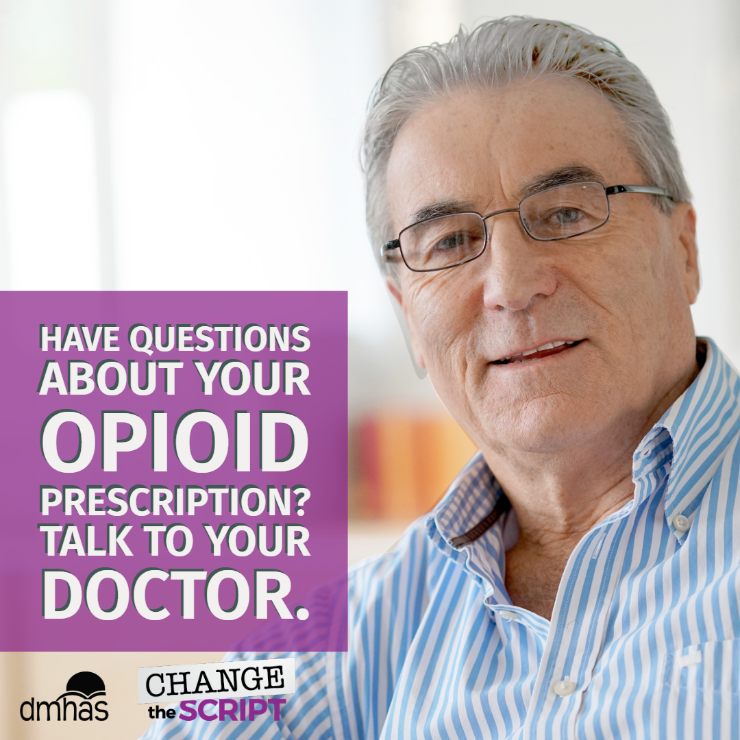 HAVE QUESTIONS
ABOUT YOUR
OPIOID
PRESCRIPTION?
TALK TO YOUR
DOCTOR.
dmhas
CHANGE
the SCRIPT